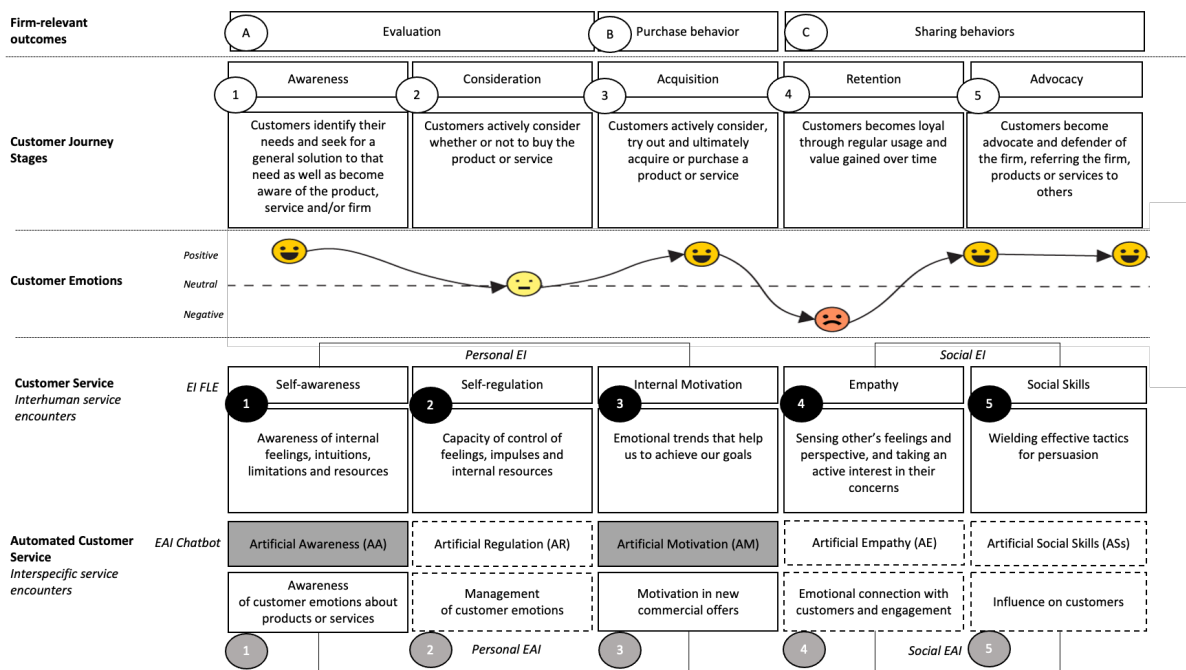 Firm-relevant
outcomes
A
Evaluation
B
Purchase behavior
C
Sharing behaviors
Customer Journey
Stages
1
Awareness
2
Consideration
3
Acquisition
4
Retention
5
Advocacy
Customers identify their
needs and seek for a
general solution to that
need as well as become
aware of the product,
service and/or firm
Customers actively consider
whether or not to buy the
product or service
Customers actively consider,
try out and ultimately
acquire or purchase a
product or service
Customers becomes loyal
through regular usage and
value gained over time
Customers become
advocate and defender of
the firm, referring the firm,
products or services to
others
Customer Emotions
Positive
Neutral
Negative
Personal EI
Social EI
Customer Service
Interhuman service
encounters
EI FLE
Self-awareness
Self-regulation
Internal Motivation
Empathy
Social Skills
1
2
3
4
5
Awareness of internal
feelings, intuitions,
limitations and resources
Capacity of control of
feelings, impulses and
internal resources
Emotional trends that help
us to achieve our goals
Sensing other's feelings and
perspective, and taking an
active interest in their
concerns
Wielding effective tactics
for persuasion
Automated Customer
Service
Interspecific service
encounters
EAI Chatbot
Artificial Awareness (AA)
Artificial Regulation (AR)
Artificial Motivation (AM)
Artificial Empathy (AE)
Artificial Social Skills (ASs)
Awareness
of customer emotions about
products or services
Management
of customer emotions
Motivation in new
commercial offers
Emotional connection with
customers and engagement
Influence on customers
1
2
Personal EAI
3
4
Social EAI
5